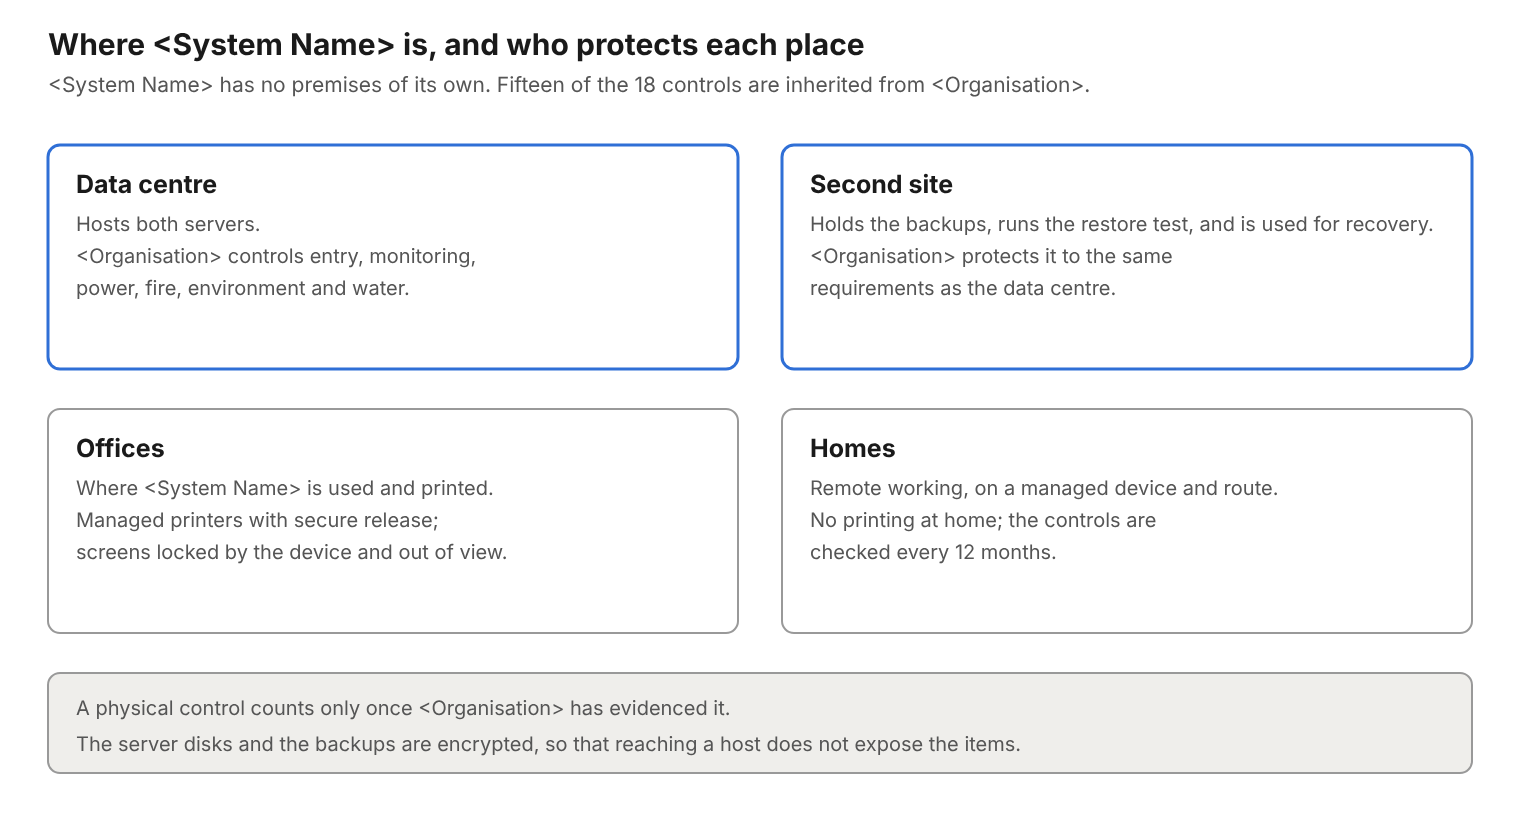 Where <System Name> is, and who protects each place
<System Name> has no premises of its own. Fifteen of the 18 controls are inherited from <Organisation>.
Data centre
Hosts both servers.
<Organisation> controls entry, monitoring,
power, fire, environment and water.
Second site
Holds the backups, runs the restore test, and is used for recovery.
<Organisation> protects it to the same
requirements as the data centre.
Offices
Where <System Name> is used and printed.
Managed printers with secure release;
screens locked by the device and out of view.
Homes
Remote working, on a managed device and route.
No printing at home; the controls are
checked every 12 months.
A physical control counts only once <Organisation> has evidenced it.
The server disks and the backups are encrypted, so that reaching a host does not expose the items.